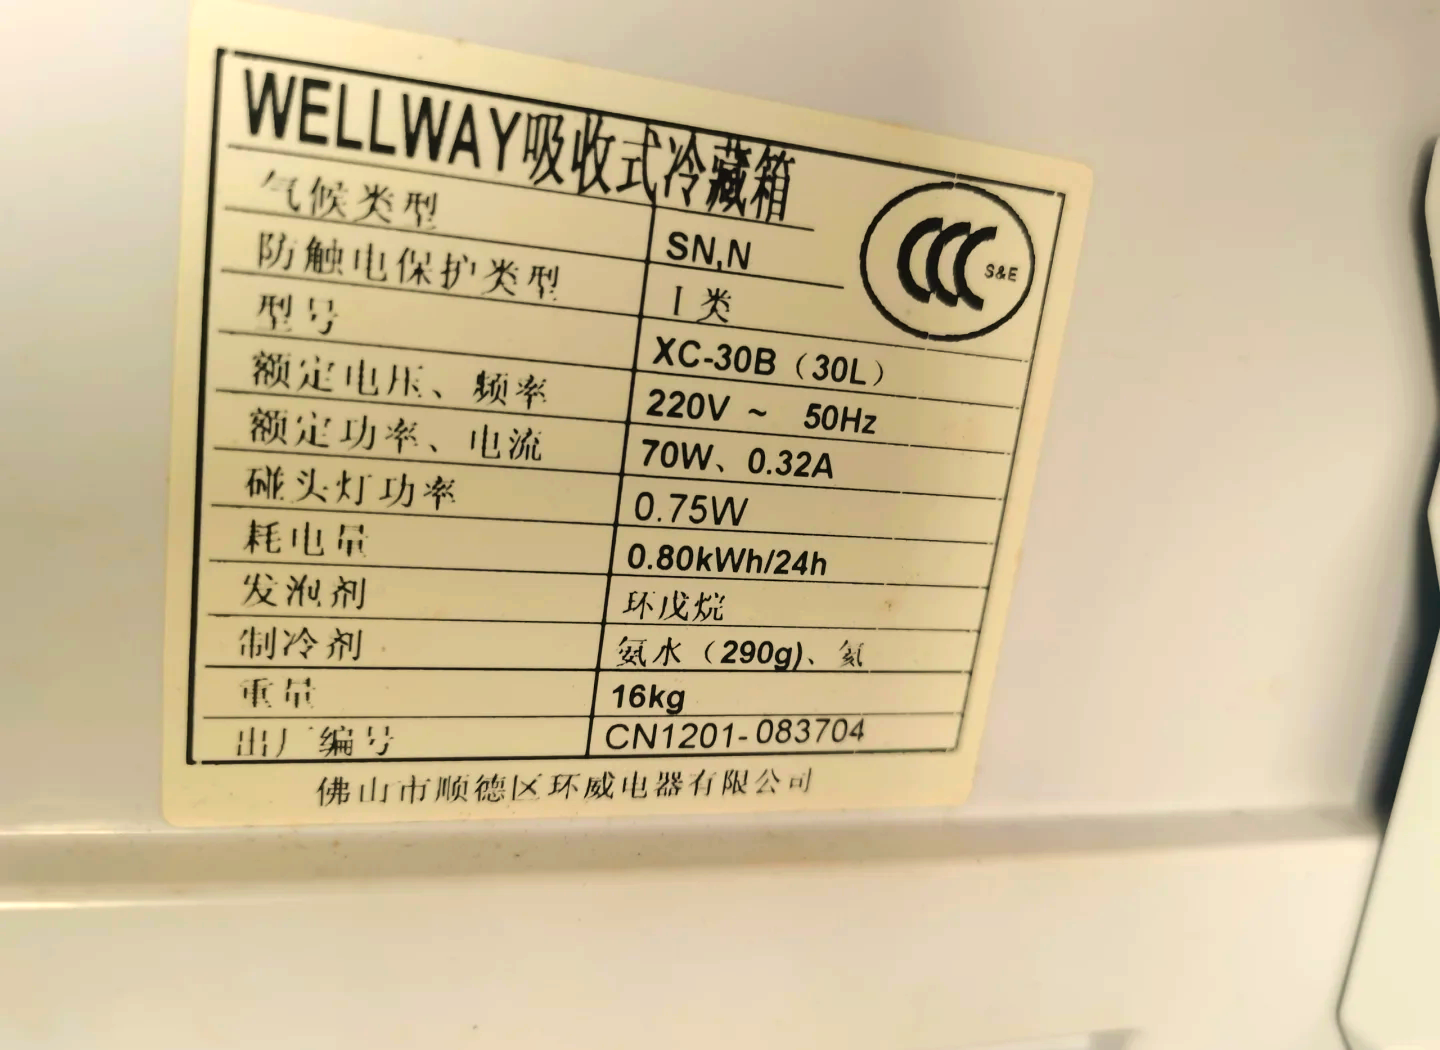 WELLWAY吸收式冷藏箱
CCC S&E
气候类型 SN,N
防触电保护类型 I 类
型号 XC-30B（30L）
额定电压、频率 220V ~ 50Hz
额定功率、电流 70W、0.32A
碰头灯功率 0.75W
耗电量 0.80kWh/24h
发泡剂 环戊烷
制冷剂 氨水（290g)、氦
重量 16kg
出厂编号 CN1201-083704
佛山市顺德区环威电器有限公司